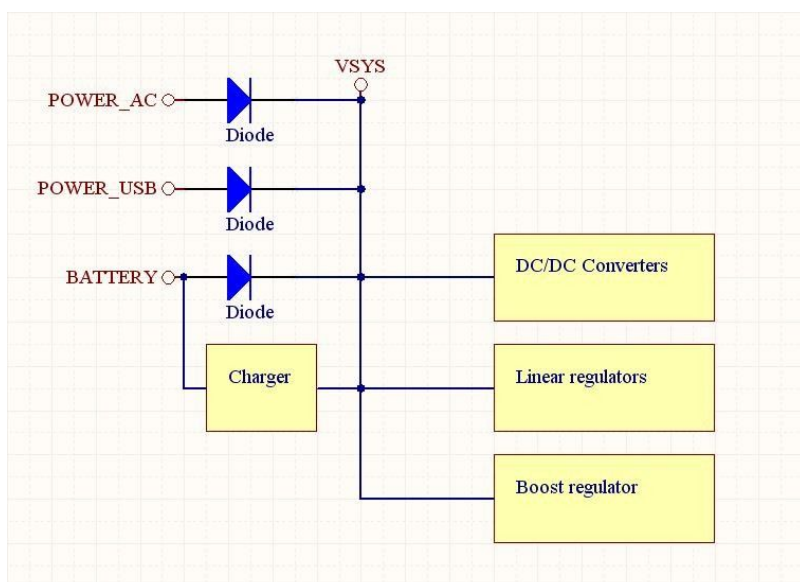 VSYS
POWER_AC
Diode
POWER_USB
Diode
BATTERY
Diode
DC/DC Converters
Charger
Linear regulators
Boost regulator